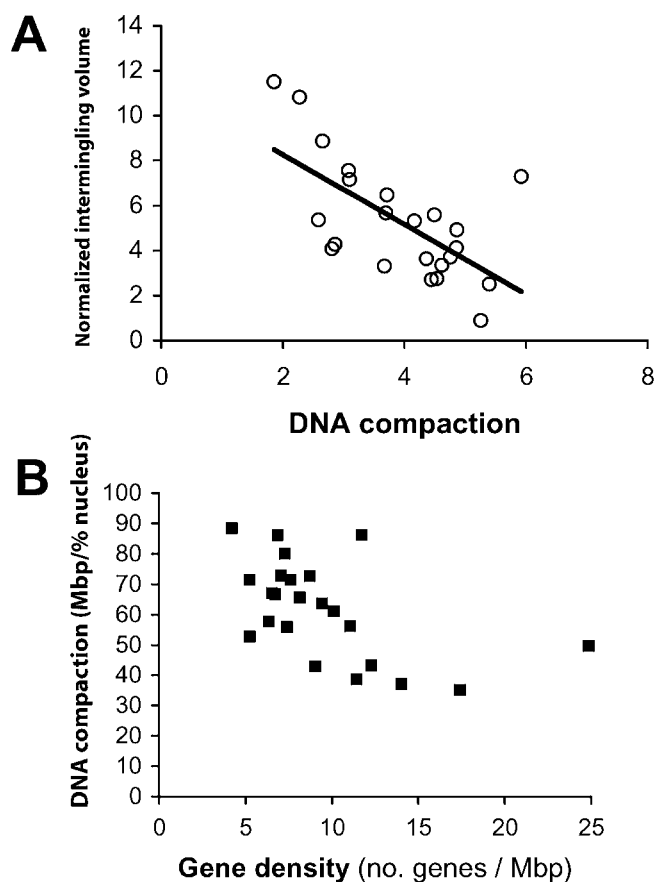 A
Normalized intermingling volume
14
12
10
8
6
4
2
0
0 2 4 6 8
DNA compaction
B
DNA compaction (Mbp/% nucleus)
100
90
80
70
60
50
40
30
20
10
0
0 5 10 15 20 25
Gene density (no. genes / Mbp)